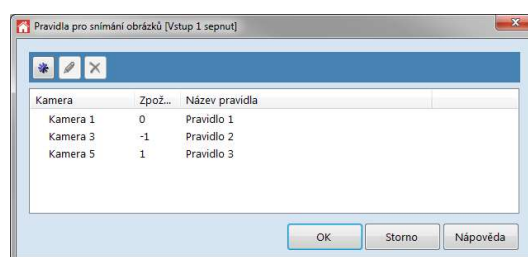 Pravidla pro snímání obrázků [Vstup 1 sepnut]
Kamera Zpož... Název pravidla
Kamera 1 0 Pravidlo 1
Kamera 3 -1 Pravidlo 2
Kamera 5 1 Pravidlo 3
OK Storno Nápověda